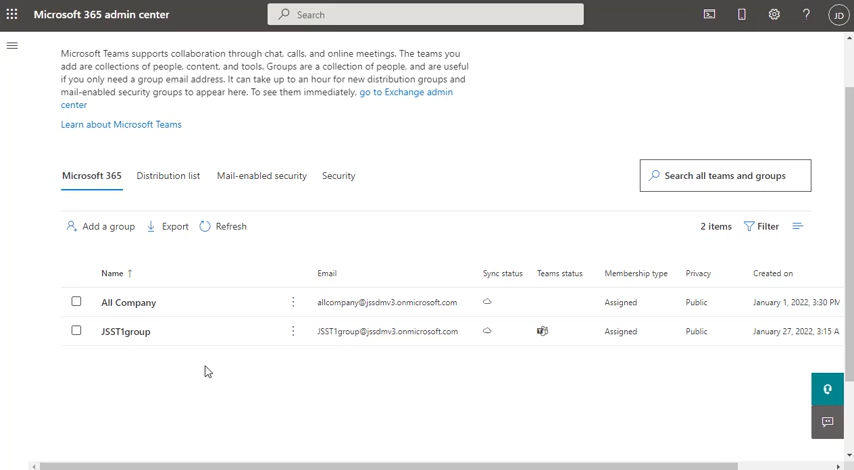 Microsoft 365 admin center
Search
?
JD
Microsoft Teams supports collaboration through chat, calls, and online meetings. The teams you
add are collections of people, content, and tools. Groups are a collection of people, and are useful
if you only need a group email address. It can take up to an hour for new distribution groups and
mail-enabled security groups to appear here. To see them immediately, go to Exchange admin
center
Learn about Microsoft Teams
Microsoft 365 Distribution list Mail-enabled security Security
Search all teams and groups
Add a group Export Refresh 2 items Filter
Name ↑ Email Sync status Teams status Membership type Privacy Created on
All Company allcompany@jssdmv3.onmicrosoft.com Assigned Public January 1, 2022, 3:30 PM
JSST1group JSST1group@jssdmv3.onmicrosoft.com Assigned Public January 27, 2022, 3:15 A